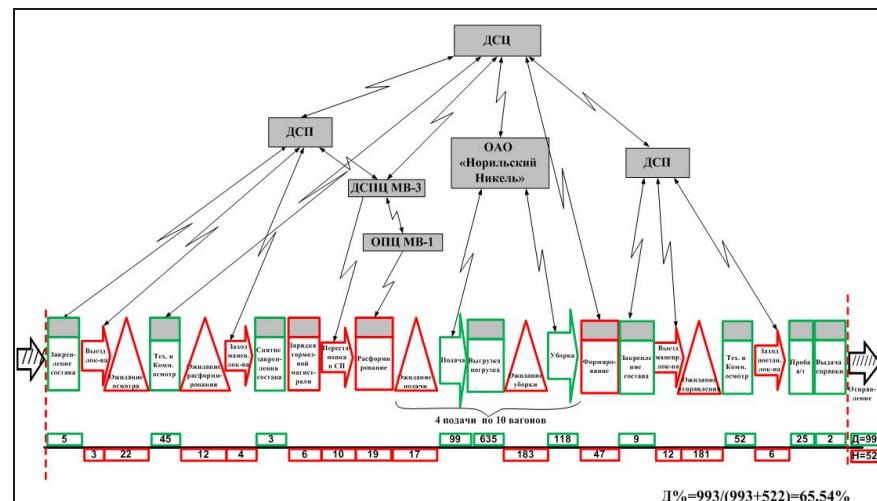 ДСЦ
ДСП
ОАО
«Норильский
Никель»
ДСП
ДСПЦ МВ-3
ОПЦ МВ-1
Закреп
ление
состава
Выезд
лок-ва
Ожидание
осмотра
Тех. и
Комм.
осмотр
Ожидание
расформи
рования
Заход
манев.
лок-ва
Снятие
закреп
ления
состава
Зарядка
тормоз
ной
магист
рали
Переста
новка
в СП
Расформи
рование
Ожидание
подачи
Подача
Выгрузка
погрузка
Ожидание
уборки
Уборка
Формиро
вание
Закрепле
ние
состава
Выезд
маневр.
лок-ва
Ожидание
отправления
Тех. и
Комм.
осмотр
Заход
поездн.
лок-ва
Проба
а/т
Выдача
справки
Отправ-
ление
4 подачи по 10 вагонов
5 45 3 99 635 118 9 52 25 2 Д=99
3 22 12 4 6 10 19 17 183 47 12 181 6 Н=52
Д%=993/(993+522)=65,54%